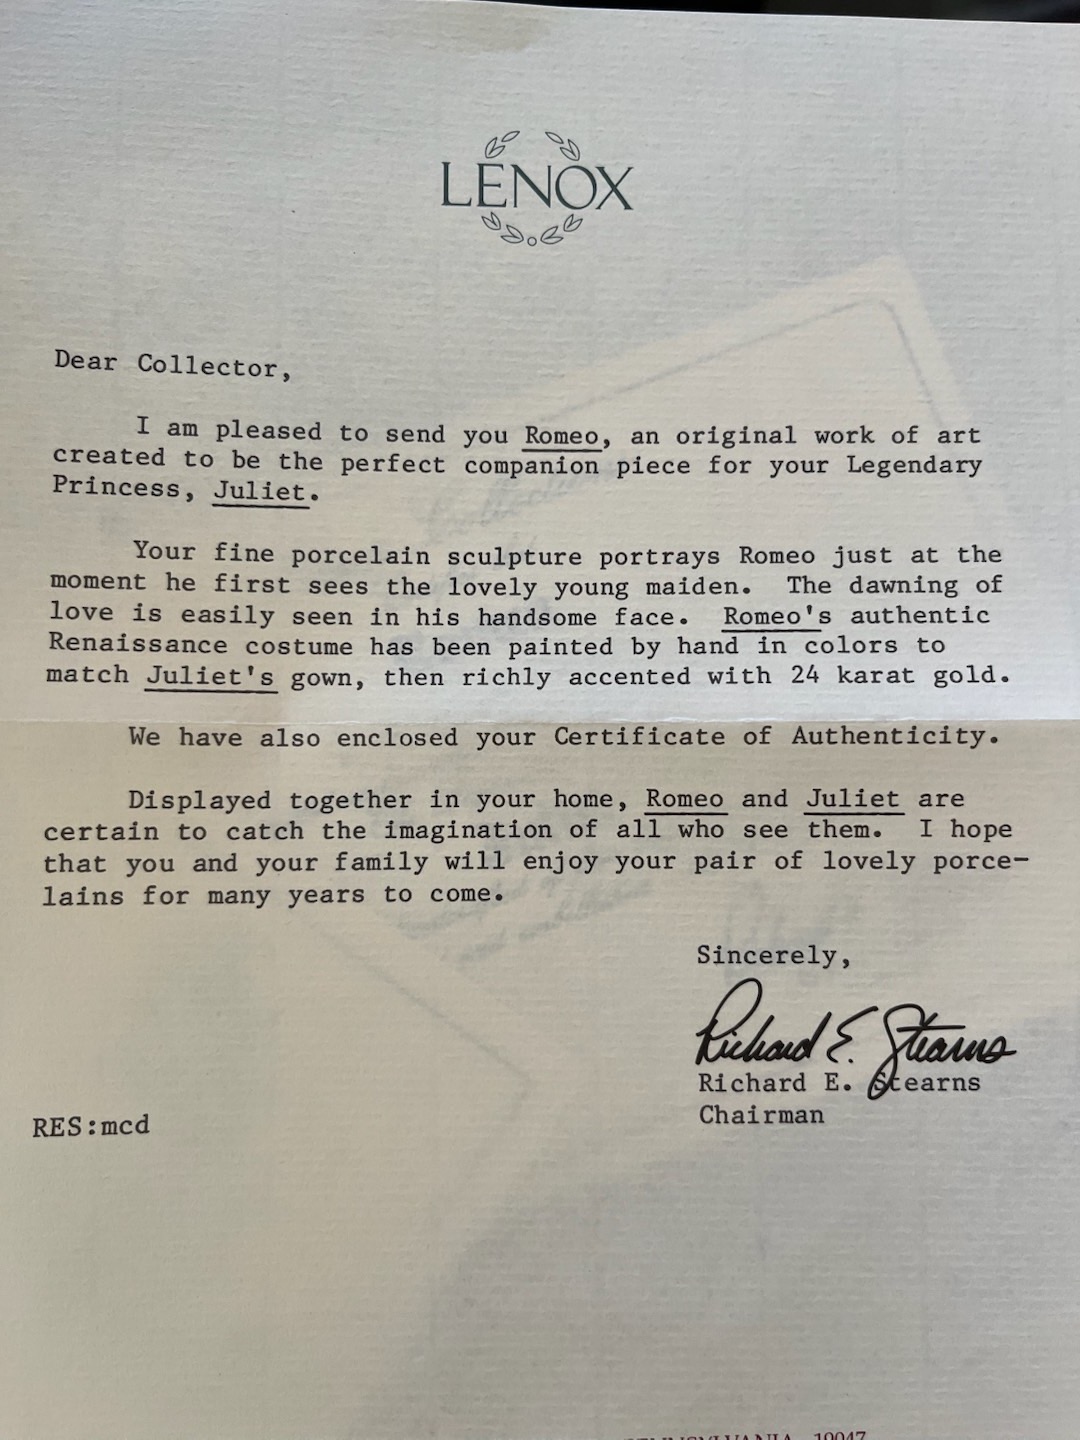 LENOX
Dear Collector,
I am pleased to send you Romeo, an original work of art
created to be the perfect companion piece for your Legendary
Princess, Juliet.
Your fine porcelain sculpture portrays Romeo just at the
moment he first sees the lovely young maiden. The dawning of
love is easily seen in his handsome face. Romeo's authentic
Renaissance costume has been painted by hand in colors to
match Juliet's gown, then richly accented with 24 karat gold.
We have also enclosed your Certificate of Authenticity.
Displayed together in your home, Romeo and Juliet are
certain to catch the imagination of all who see them. I hope
that you and your family will enjoy your pair of lovely porce-
lains for many years to come.
Sincerely,
Richard E. Stearns
Richard E. Stearns
Chairman
RES:mcd
PENNSYLVANIA 19047